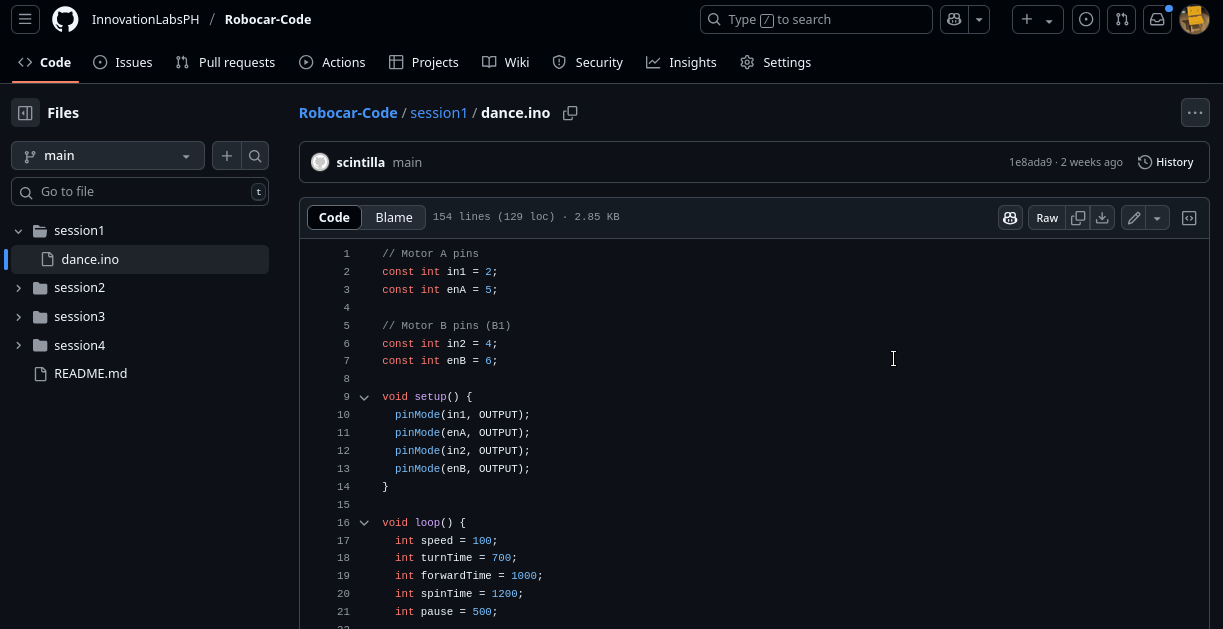 InnovationLabsPH / Robocar-Code
Type / to search
Code Issues Pull requests Actions Projects Wiki Security Insights Settings
Files
main
Go to file t
session1
dance.ino
session2
session3
session4
README.md
Robocar-Code / session1 / dance.ino
scintilla main 1e8ada9 · 2 weeks ago History
Code Blame 154 lines (129 loc) · 2.85 KB Raw
1 // Motor A pins
2 const int in1 = 2;
3 const int enA = 5;
4
5 // Motor B pins (B1)
6 const int in2 = 4;
7 const int enB = 6;
8
9 void setup() {
10 pinMode(in1, OUTPUT);
11 pinMode(enA, OUTPUT);
12 pinMode(in2, OUTPUT);
13 pinMode(enB, OUTPUT);
14 }
15
16 void loop() {
17 int speed = 100;
18 int turnTime = 700;
19 int forwardTime = 1000;
20 int spinTime = 1200;
21 int pause = 500;